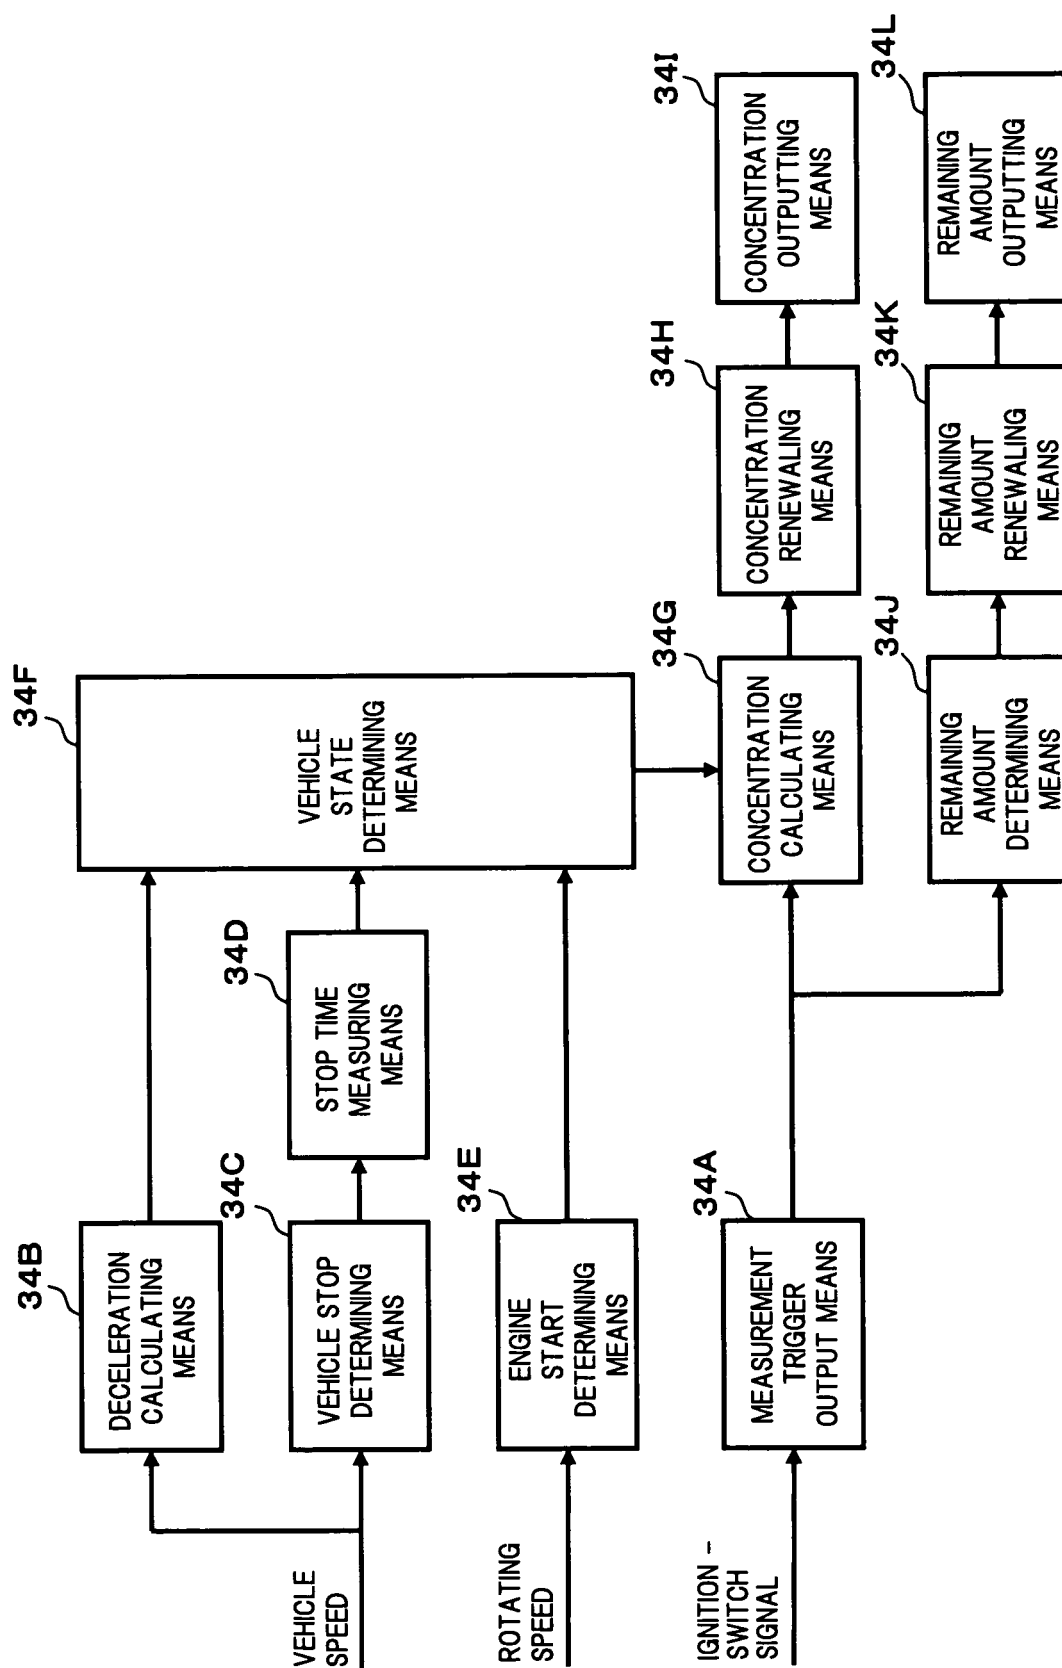 VEHICLE
SPEED
ROTATING
SPEED
IGNITION –
SWITCH
SIGNAL
34B
DECELERATION
CALCULATING
MEANS
34C
VEHICLE STOP
DETERMINING
MEANS
34D
STOP TIME
MEASURING
MEANS
34E
ENGINE
START
DETERMINING
MEANS
34F
VEHICLE
STATE
DETERMINING
MEANS
34A
MEASUREMENT
TRIGGER
OUTPUT MEANS
34G
CONCENTRATION
CALCULATING
MEANS
34H
CONCENTRATION
RENEWALING
MEANS
34I
CONCENTRATION
OUTPUTTING
MEANS
34J
REMAINING
AMOUNT
DETERMINING
MEANS
34K
REMAINING
AMOUNT
RENEWALING
MEANS
34L
REMAINING
AMOUNT
OUTPUTTING
MEANS